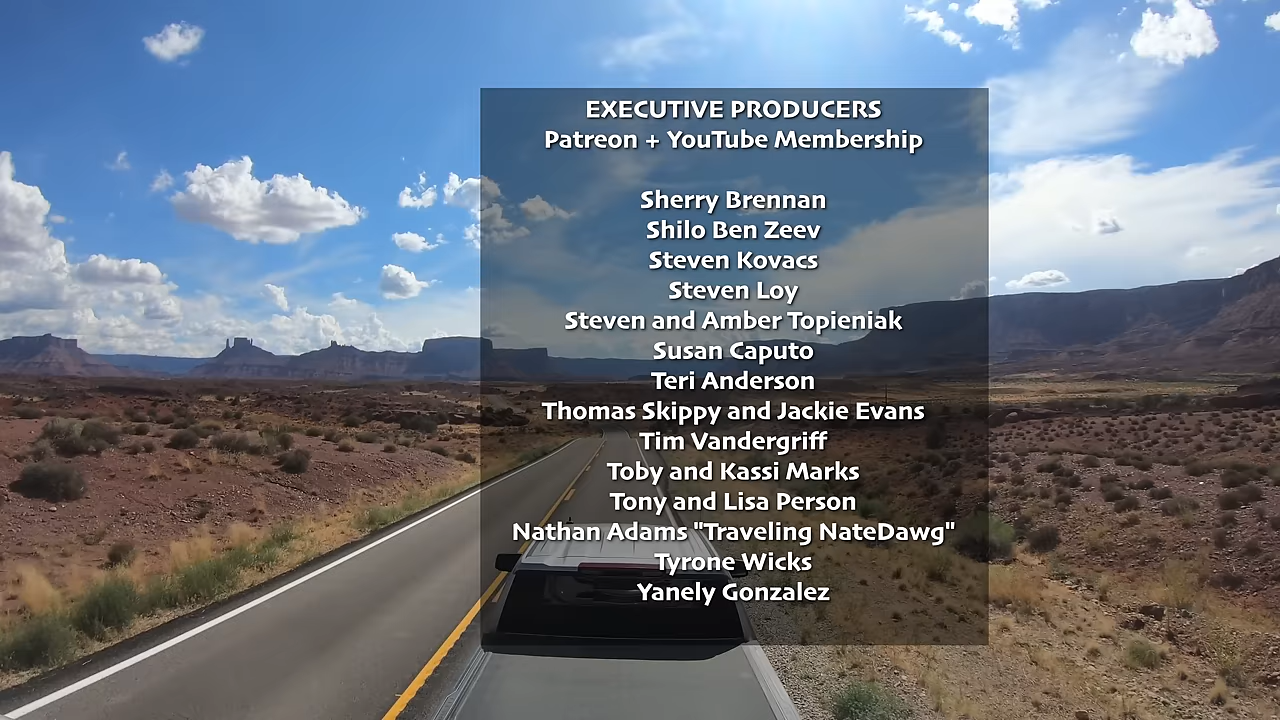 EXECUTIVE PRODUCERS
Patreon + YouTube Membership
Sherry Brennan
Shilo Ben Zeev
Steven Kovacs
Steven Loy
Steven and Amber Topieniak
Susan Caputo
Teri Anderson
Thomas Skippy and Jackie Evans
Tim Vandergriff
Toby and Kassi Marks
Tony and Lisa Person
Nathan Adams "Traveling NateDawg"
Tyrone Wicks
Yanely Gonzalez